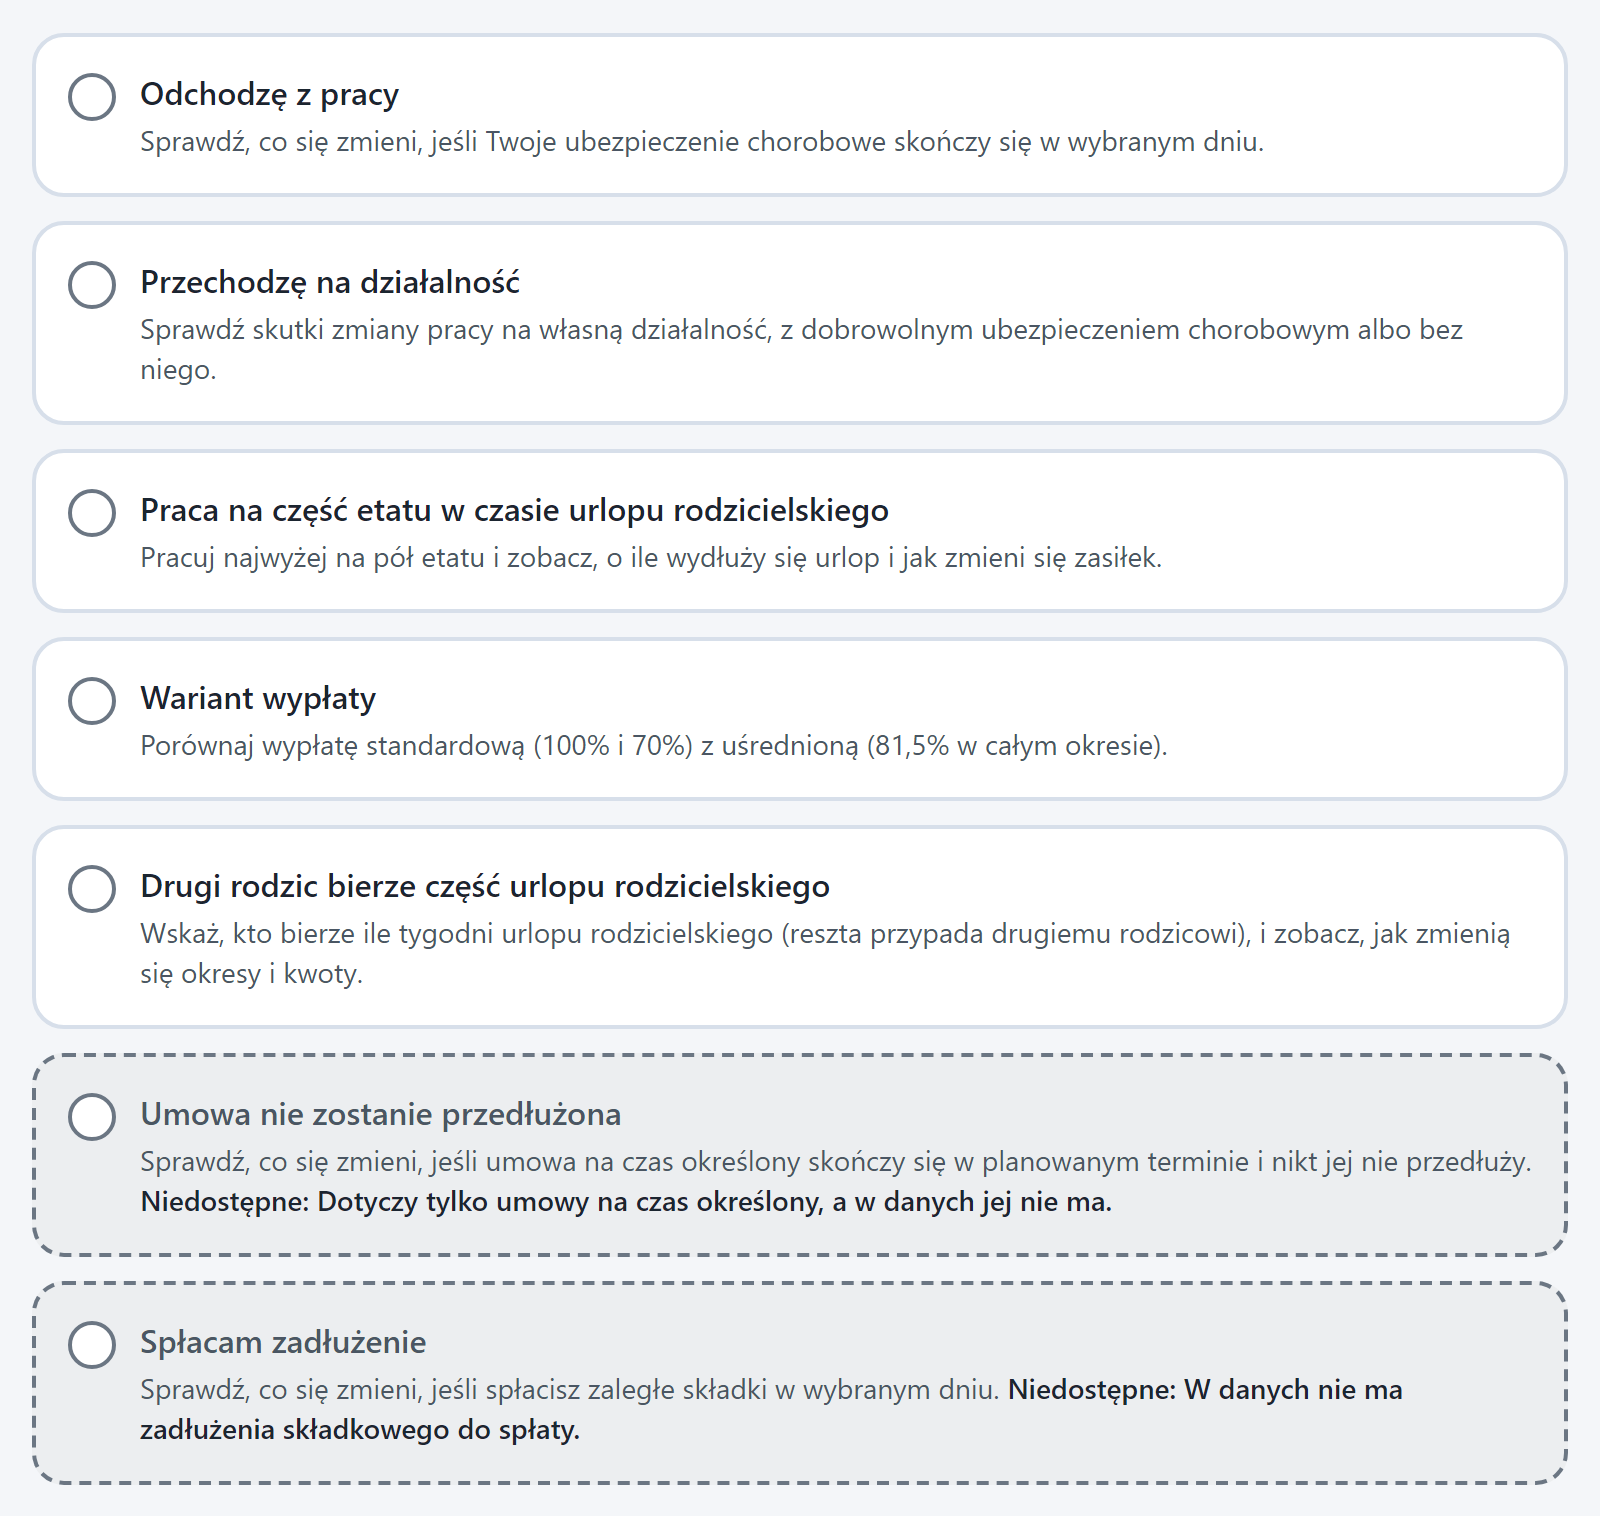 Odchodzę z pracy
Sprawdź, co się zmieni, jeśli Twoje ubezpieczenie chorobowe skończy się w wybranym dniu.
Przechodzę na działalność
Sprawdź skutki zmiany pracy na własną działalność, z dobrowolnym ubezpieczeniem chorobowym albo bez
niego.
Praca na część etatu w czasie urlopu rodzicielskiego
Pracuj najwyżej na pół etatu i zobacz, o ile wydłuży się urlop i jak zmieni się zasiłek.
Wariant wypłaty
Porównaj wypłatę standardową (100% i 70%) z uśrednioną (81,5% w całym okresie).
Drugi rodzic bierze część urlopu rodzicielskiego
Wskaż, kto bierze ile tygodni urlopu rodzicielskiego (reszta przypada drugiemu rodzicowi), i zobacz, jak zmienią
się okresy i kwoty.
Umowa nie zostanie przedłużona
Sprawdź, co się zmieni, jeśli umowa na czas określony skończy się w planowanym terminie i nikt jej nie przedłuży.
Niedostępne: Dotyczy tylko umowy na czas określony, a w danych jej nie ma.
Spłacam zadłużenie
Sprawdź, co się zmieni, jeśli spłacisz zaległe składki w wybranym dniu. Niedostępne: W danych nie ma
zadłużenia składkowego do spłaty.